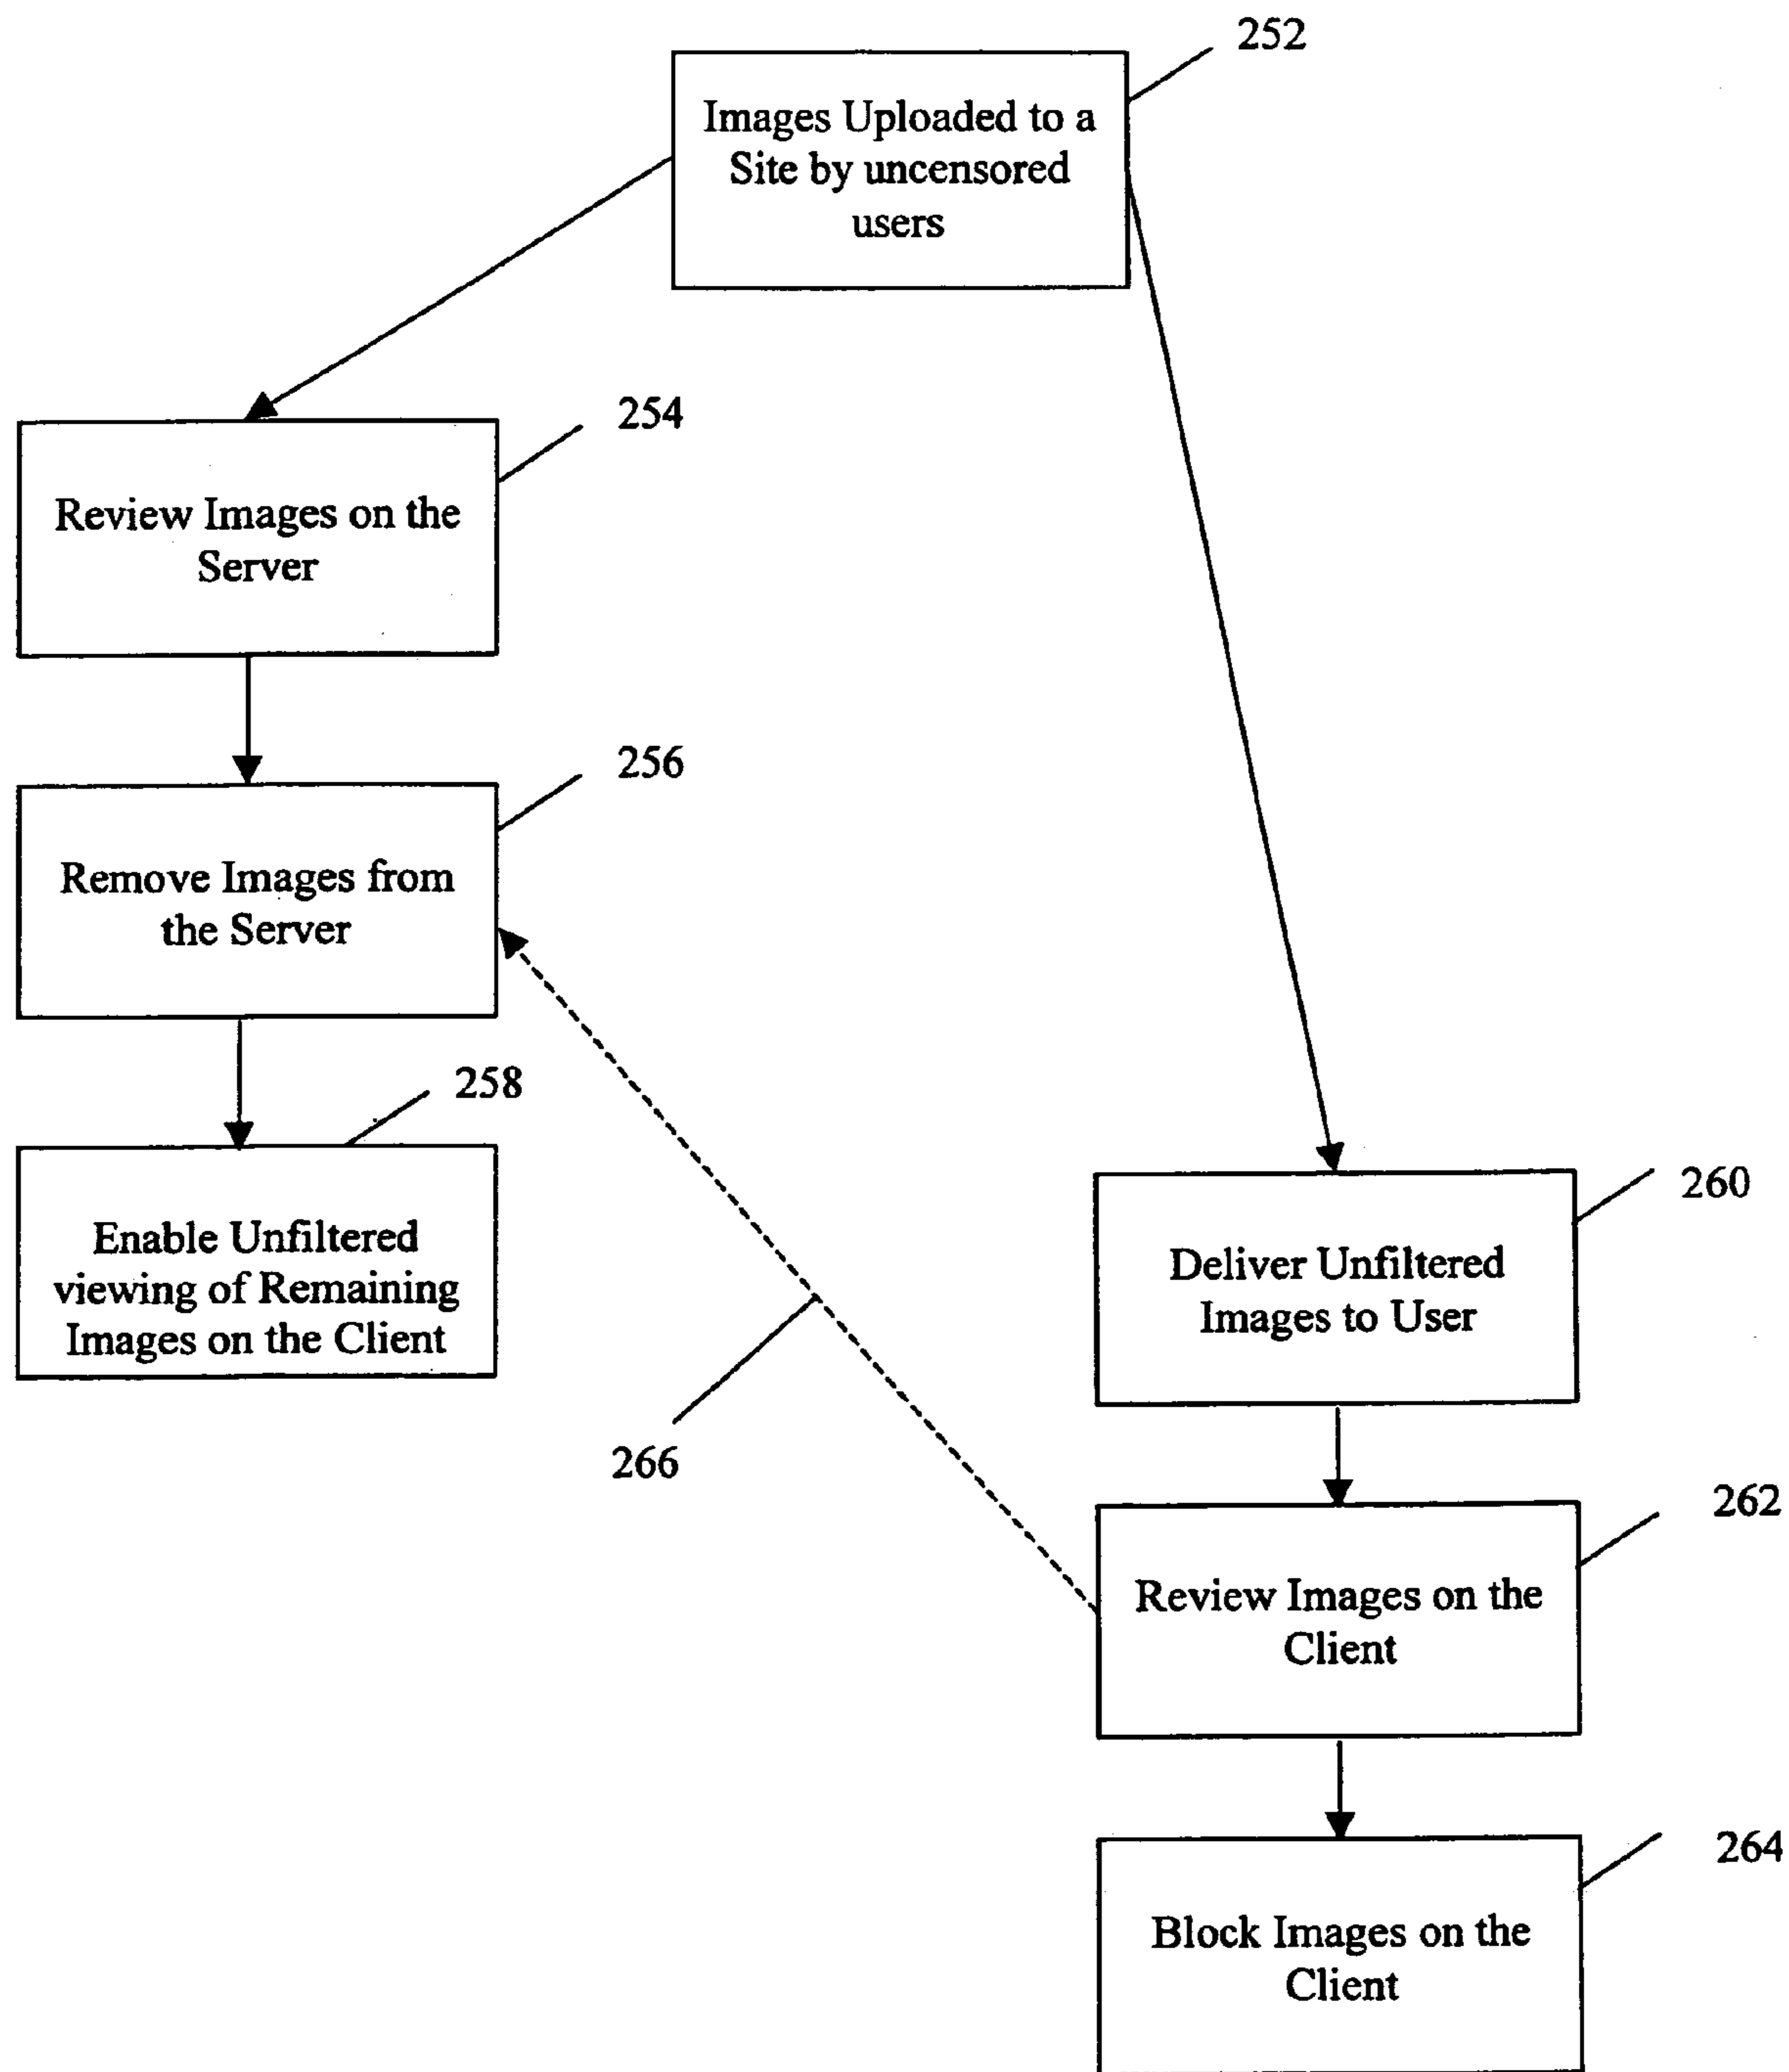 252
Images Uploaded to a
Site by uncensored
users
254
Review Images on the
Server
256
Remove Images from
the Server
258
Enable Unfiltered
viewing of Remaining
Images on the Client
260
Deliver Unfiltered
Images to User
266
262
Review Images on the
Client
264
Block Images on the
Client